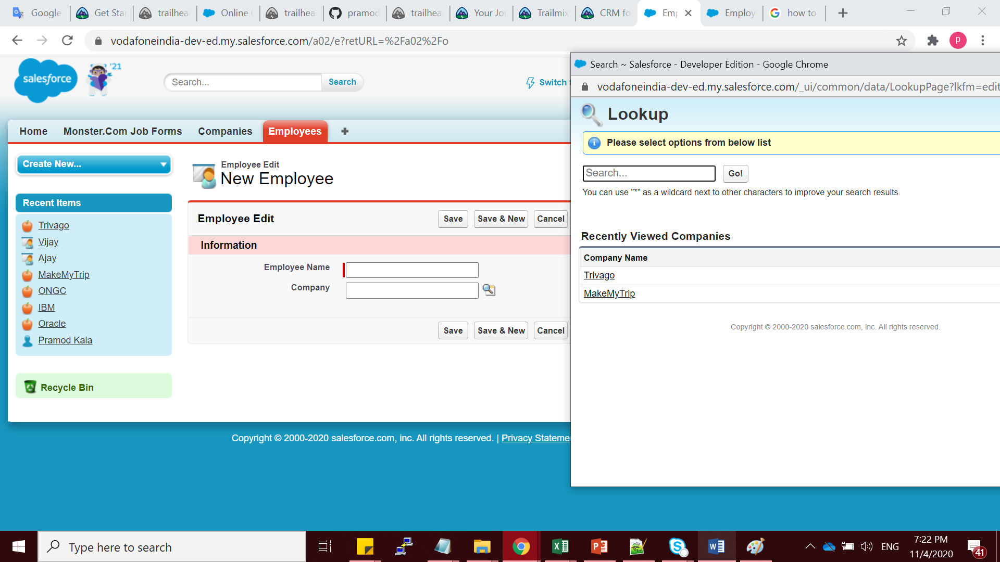 Google
Get Star
trailhea
Online
trailhea
pramod
trailhea
Your Jo
Trailmix
CRM fo
Emp
Employ
how to
vodafoneindia-dev-ed.my.salesforce.com/a02/e?retURL=%2Fa02%2Fo
p
salesforce
'21
Search...
Search
Switch
Home
Monster.Com Job Forms
Companies
Employees
Create New...
Recent Items
Trivago
Vijay
Ajay
MakeMyTrip
ONGC
IBM
Oracle
Pramod Kala
Recycle Bin
Employee Edit
New Employee
Employee Edit
Save
Save & New
Cancel
Information
Employee Name
Company
Save
Save & New
Cancel
Copyright © 2000-2020 salesforce.com, inc. All rights reserved. | Privacy Stateme
Search ~ Salesforce - Developer Edition - Google Chrome
vodafoneindia-dev-ed.my.salesforce.com/_ui/common/data/LookupPage?lkfm=edit
Lookup
Please select options from below list
Search...
Go!
You can use "*" as a wildcard next to other characters to improve your search results.
Recently Viewed Companies
Company Name
Trivago
MakeMyTrip
Copyright © 2000-2020 salesforce.com, inc. All rights reserved.
Type here to search
ENG
7:22 PM
11/4/2020
41